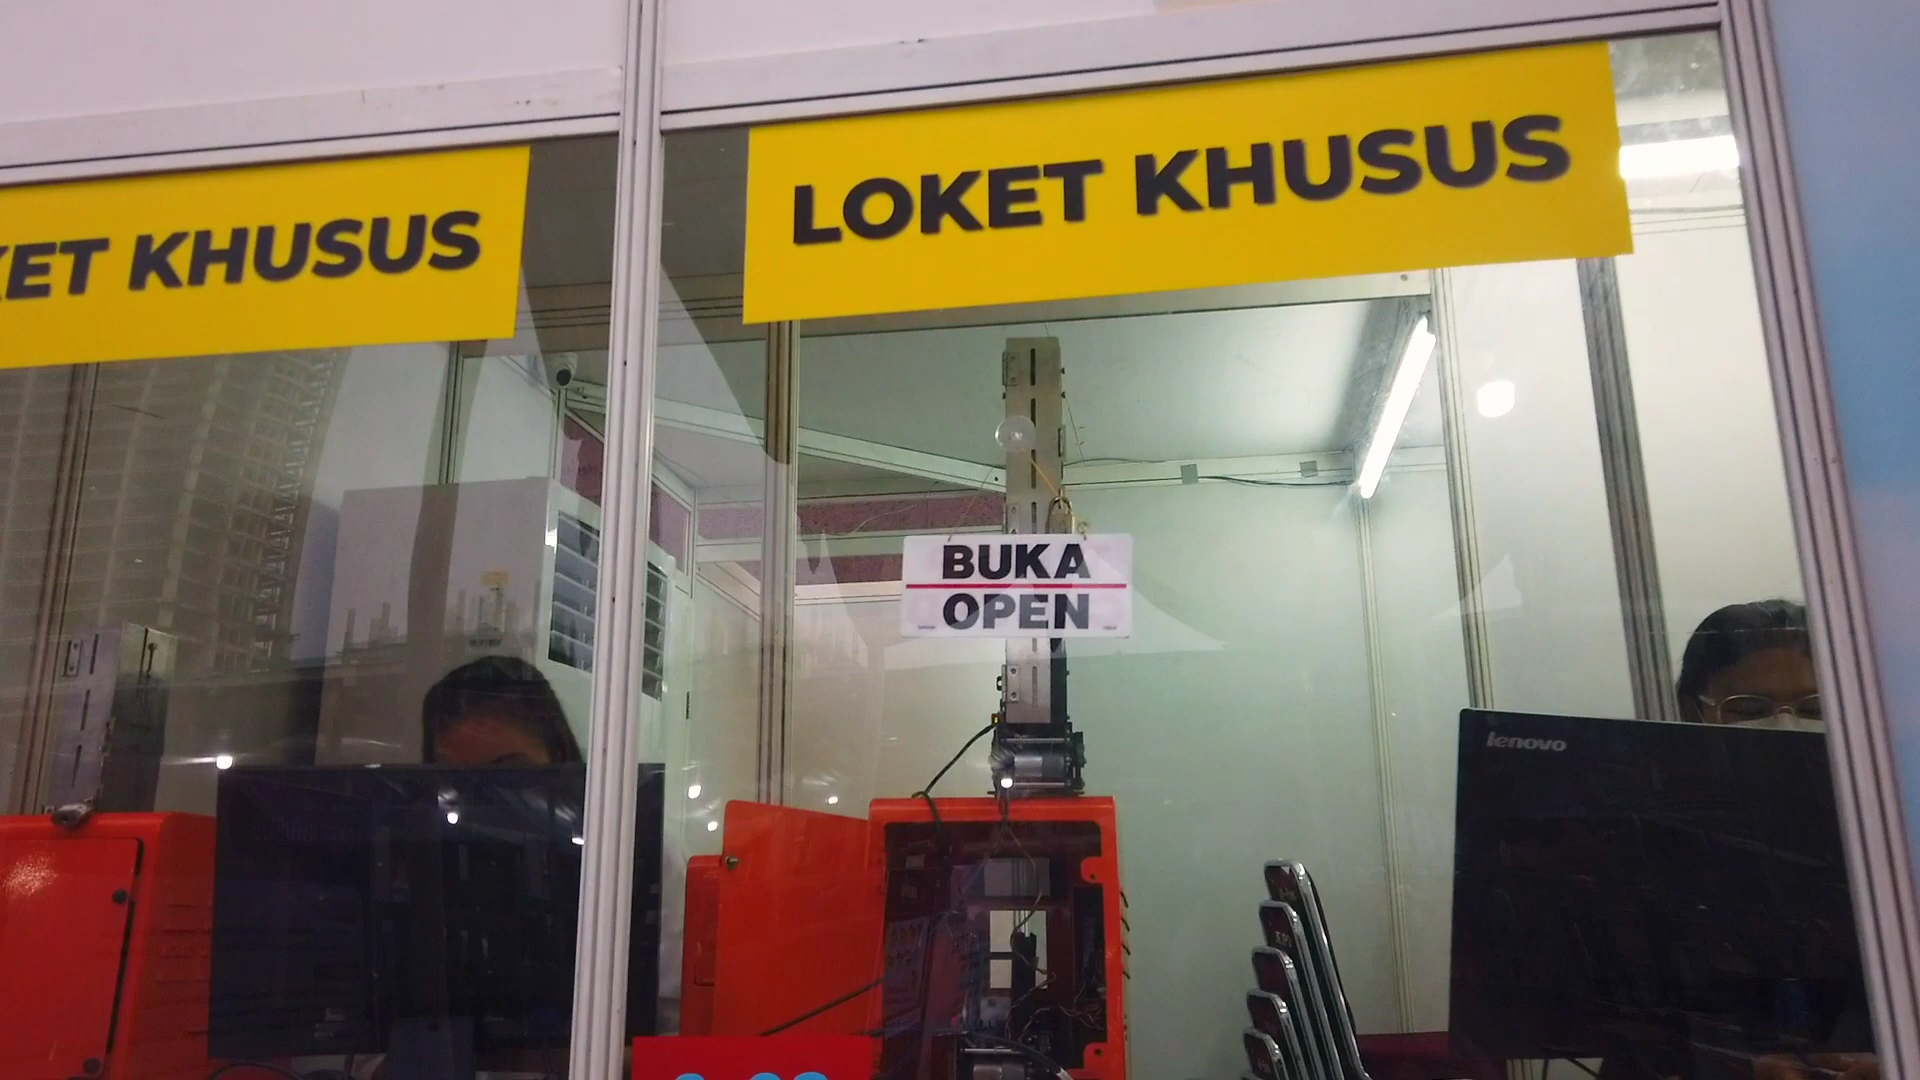 KET KHUSUS
LOKET KHUSUS
BUKA
OPEN
lenovo